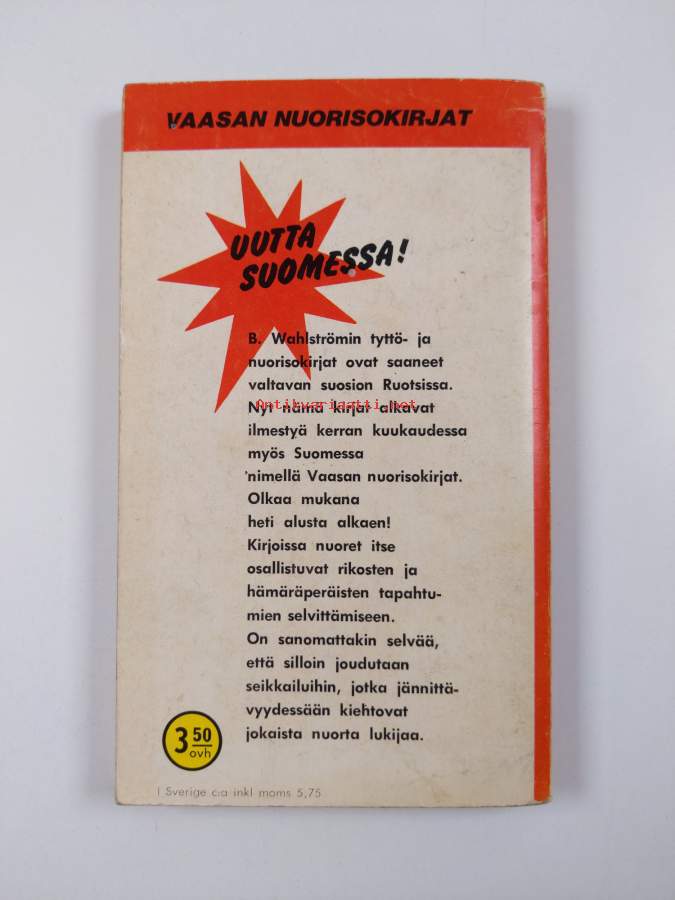 VAASAN NUORISOKIRJAT
UUTTA
SUOMESSA!
B. Wahlströmin tyttö- ja
nuorisokirjat ovat saaneet
valtavan suosion Ruotsissa.
Antikvariaatti.net
Nyt nämä kirjat alkavat
ilmestyä kerran kuukaudessa
myös Suomessa
nimellä Vaasan nuorisokirjat.
Olkaa mukana
heti alusta alkaen!
Kirjoissa nuoret itse
osallistuvat rikosten ja
hämäräperäisten tapahtu-
mien selvittämiseen.
On sanomattakin selvää,
että silloin joudutaan
seikkailuihin, jotka jännittä-
vyydessään kiehtovat
jokaista nuorta lukijaa.
3 50
ovh
I Sverige c:a inkl moms 5,75